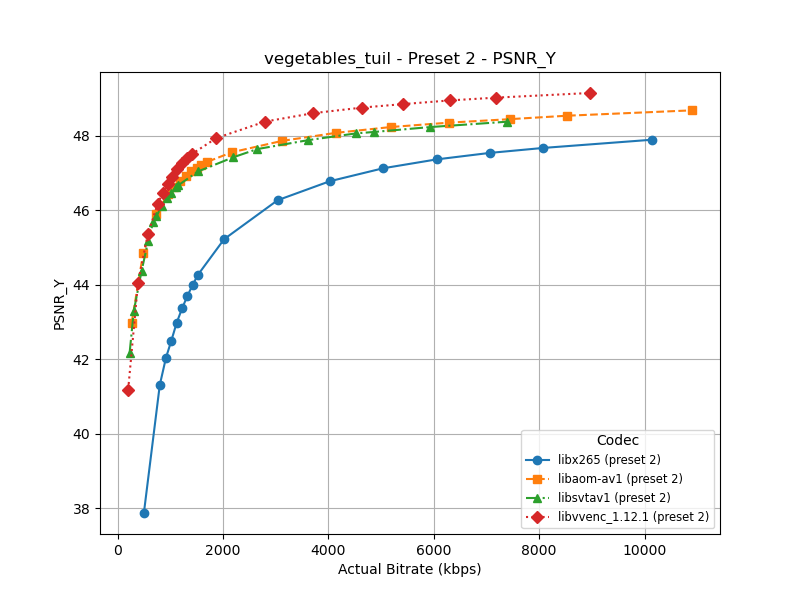 vegetables_tuil - Preset 2 - PSNR_Y
PSNR_Y
48
46
44
42
40
38
0 2000 4000 6000 8000 10000
Actual Bitrate (kbps)
Codec
libx265 (preset 2)
libaom-av1 (preset 2)
libsvtav1 (preset 2)
libvvenc_1.12.1 (preset 2)